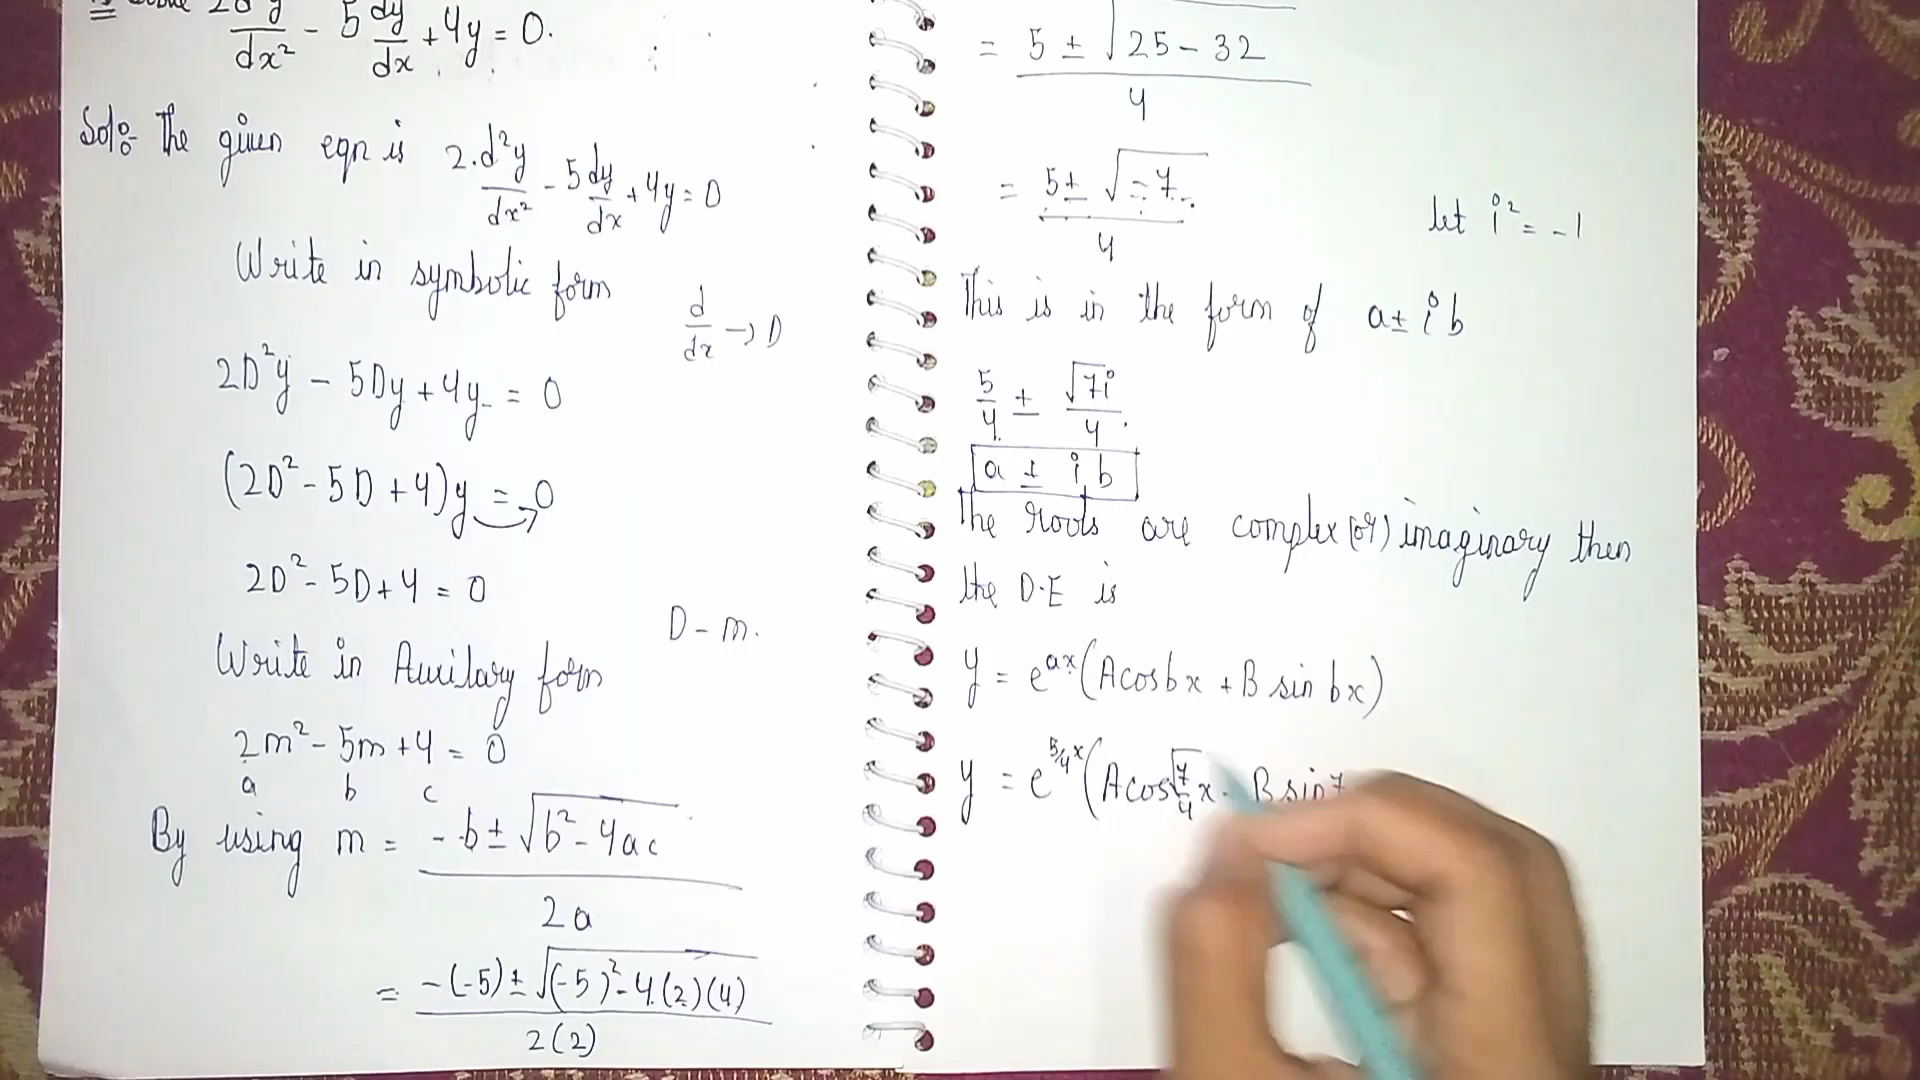 2d²y/dx² - 5 dy/dx + 4y = 0.
Sol:- The given eqn is 2.d²y/dx² - 5dy/dx + 4y = 0
Write in symbolic form
d/dx → D
2D²y - 5Dy + 4y = 0
(2D² - 5D + 4)y = 0
2D² - 5D + 4 = 0
D - m.
Write in Auxilary form
2m² - 5m + 4 = 0
a b c
By using m = -b ± √b² - 4ac / 2a
= -(-5) ± √(-5)² - 4.(2)(4) / 2(2)
= 5 ± √25 - 32 / 4
= 5 ± √-7 / 4
let i² = -1
This is in the form of a ± ib
5/4 ± √7i/4
a ± ib
The roots are complex (or) imaginary then
the D.E is
y = e^ax (A cos bx + B sin bx)
y = e^5/4x (A cos √7/4 x B sin